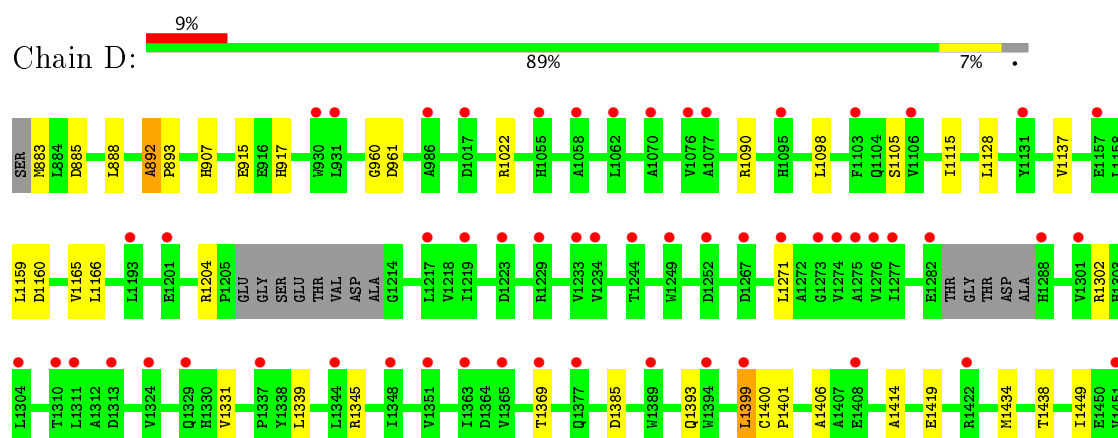 9%
Chain D:
89% 7% •
SER M883 L884 D885 L888 A892 P893 H907 E915 E916 H917 W930 L931 G960 D961 A986 D1017 R1022 H1055 A1058 L1062 A1070 V1076 A1077 R1090 H1095 L1098 F1103 Q1104 S1105 V1106 I1115 L1128 Y1131 V1137 E1157
L1159 D1160 V1165 L1166 L1193 E1201 R1204 P1205 GLU GLY SER GLU THR VAL ASP ALA G1214 L1217 V1218 I1219 D1223 R1229 V1233 V1234 T1244 W1249 D1252 D1267 L1271 A1272 G1273 V1274 A1275 V1276 I1277 E1282 THR GLY THR ASP ALA H1288 V1301 R1302
L1304 T1310 L1311 A1312 D1313 V1324 Q1329 H1330 V1331 P1337 Y1338 L1339 L1344 R1345 I1348 V1351 I1363 D1364 V1365 T1369 Q1377 D1385 W1389 Q1393 W1394 L1399 C1400 P1401 A1406 A1407 E1408 A1414 E1419 R1422 M1434 T1438 I1449 E1450